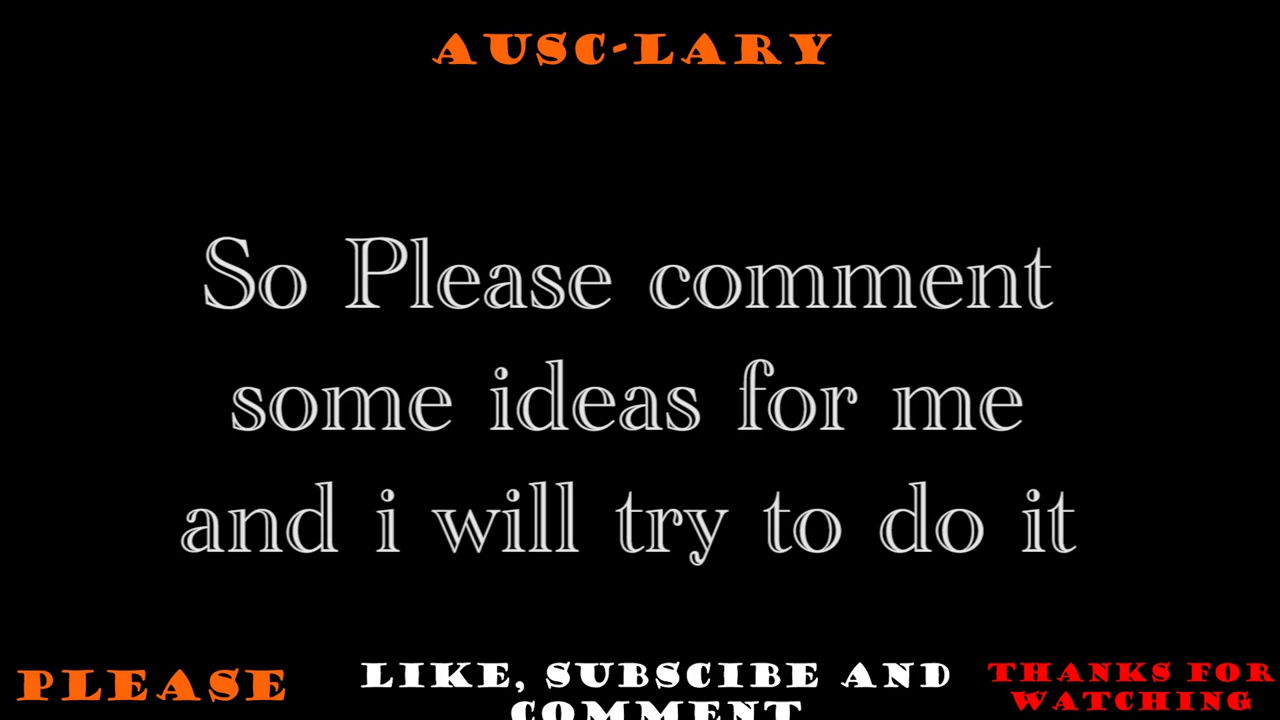 AUSC-LARY
So Please comment
some ideas for me
and i will try to do it
PLEASE
LIKE, SUBSCIBE AND
COMMENT
THANKS FOR
WATCHING